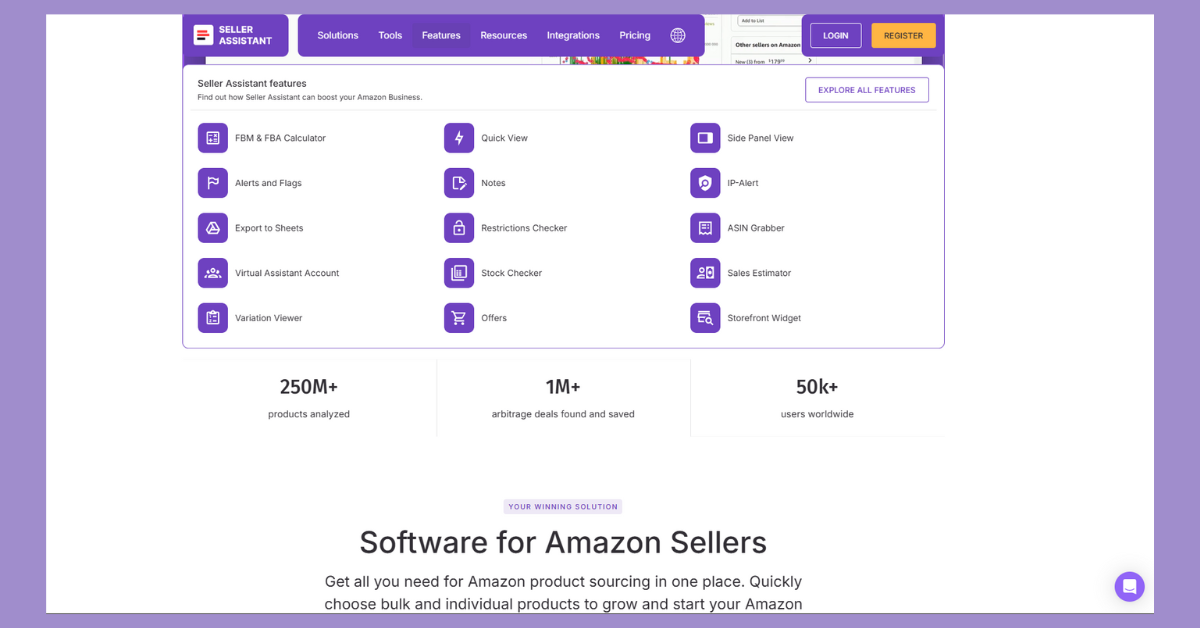 SELLER
ASSISTANT
Solutions Tools Features Resources Integrations Pricing
LOGIN
REGISTER
Add to List
Other sellers on Amazon
New (3) from $179
Seller Assistant features
Find out how Seller Assistant can boost your Amazon Business.
EXPLORE ALL FEATURES
FBM & FBA Calculator
Quick View
Side Panel View
Alerts and Flags
Notes
IP-Alert
Export to Sheets
Restrictions Checker
ASIN Grabber
Virtual Assistant Account
Stock Checker
Sales Estimator
Variation Viewer
Offers
Storefront Widget
250M+
1M+
50k+
products analyzed
arbitrage deals found and saved
users worldwide
YOUR WINNING SOLUTION
Software for Amazon Sellers
Get all you need for Amazon product sourcing in one place. Quickly
choose bulk and individual products to grow and start your Amazon